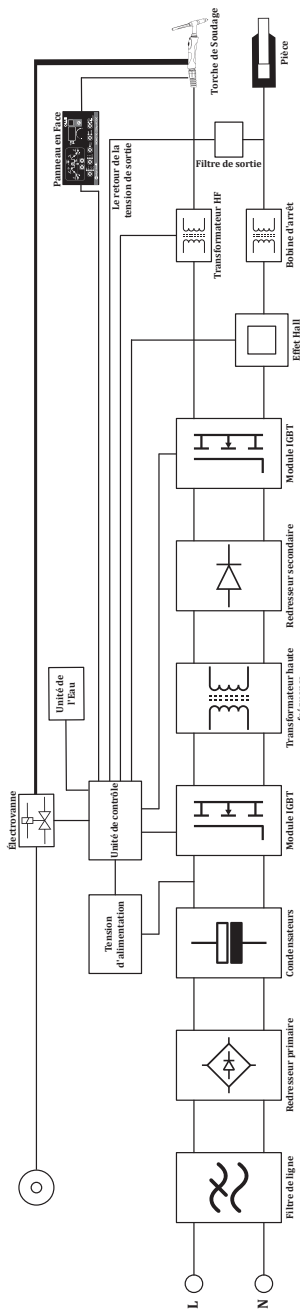 Panneau en Face
Torche de Soudage
Pièce
Le retour de la
tension de sortie
Filtre de sortie
Transformateur HF
Bobine d'arrêt
Effet Hall
Électrovanne
Unité de
l'Eau
Unité de contrôle
Tension
d'alimentation
L
N
Filtre de ligne
Redresseur primaire
Condensateurs
Module IGBT
Transformateur haute
Redresseur secondaire
Module IGBT